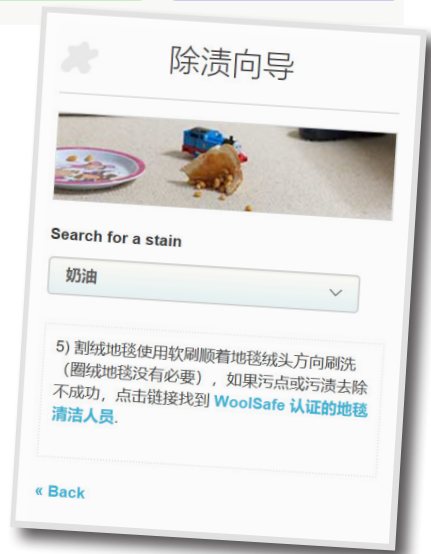 除渍向导
Search for a stain
奶油
5) 割绒地毯使用软刷顺着地毯绒头方向刷洗
（圈绒地毯没有必要），如果污点或污渍去除
不成功，点击链接找到 WoolSafe 认证的地毯
清洁人员.
« Back